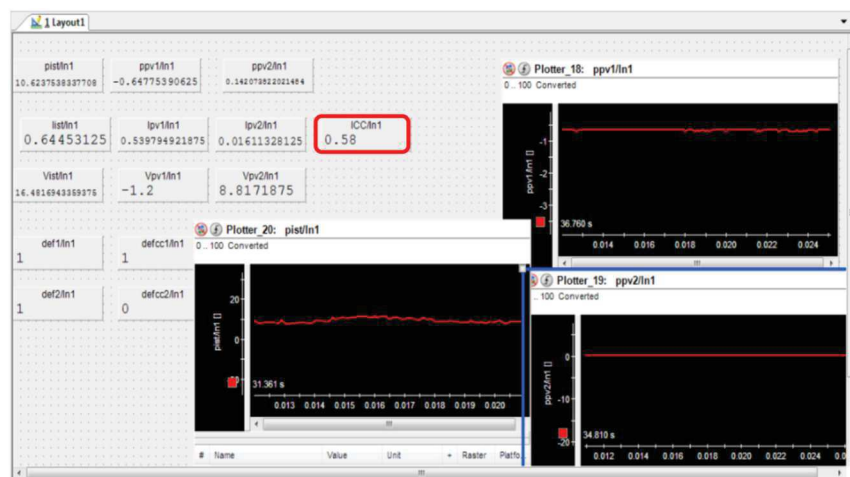 1 Layout1
pist/In1 ppv1/In1 ppv2/In1
10.6237538337708 -0.64775390625 0.142073822021484
Iist/In1 Ipv1/In1 Ipv2/In1 ICC/In1
0.64453125 0.539794921875 0.01611328125 0.58
Vist/In1 Vpv1/In1 Vpv2/In1
16.4816943359375 -1.2 8.8171875
def1/In1 defcc1/In1
1 1
def2/In1 defcc2/In1
1 0
Plotter_18: ppv1/In1
0 .. 100 Converted
ppv1/In1 []
-1
-2
-3
36.760 s
0.014 0.016 0.018 0.020 0.022 0.024
Plotter_20: pist/In1
0 .. 100 Converted
pist/In1 []
20
0
31.361 s
0.013 0.014 0.015 0.016 0.017 0.018 0.019 0.020
# Name Value Unit Raster Platfo..
Plotter_19: ppv2/In1
.. 100 Converted
ppv2/In1 []
0
-10
-20
34.810 s
0.012 0.014 0.016 0.018 0.020 0.022 0.024 0.0